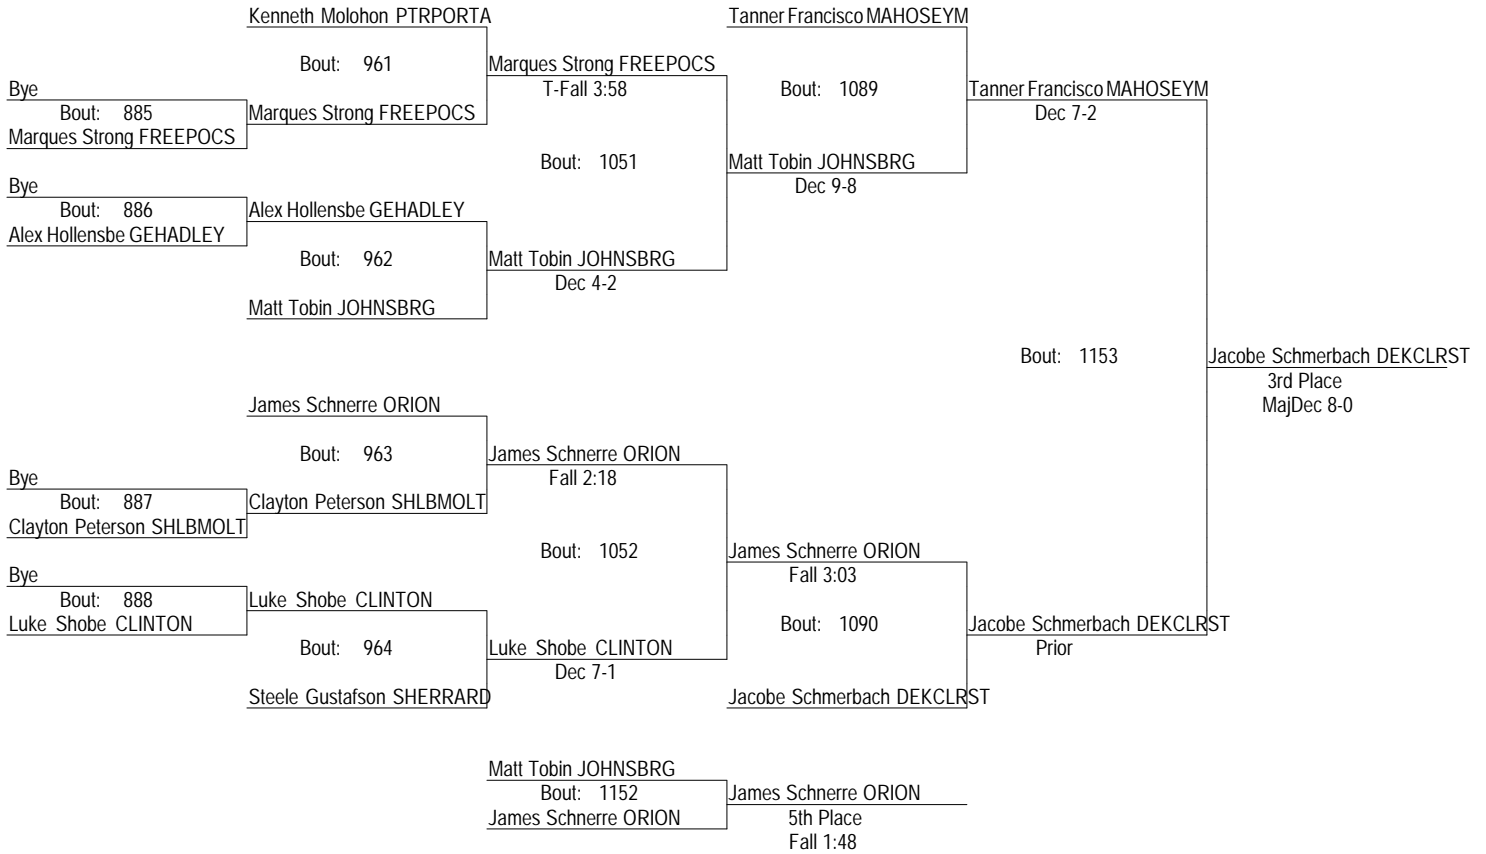 Kenneth Molohon PTRPORTA
Bout: 961
Bye
Bout: 885
Marques Strong FREEPOCS
Marques Strong FREEPOCS
Marques Strong FREEPOCS
T-Fall 3:58
Bout: 1051
Bye
Bout: 886
Alex Hollensbe GEHADLEY
Alex Hollensbe GEHADLEY
Bout: 962
Matt Tobin JOHNSBRG
Matt Tobin JOHNSBRG
Dec 4-2
Tanner Francisco MAHOSEYM
Bout: 1089
Matt Tobin JOHNSBRG
Dec 9-8
Tanner Francisco MAHOSEYM
Dec 7-2
Bout: 1153
Jacobe Schmerbach DEKCLRST
3rd Place
MajDec 8-0
James Schnerre ORION
Bout: 963
Bye
Bout: 887
Clayton Peterson SHLBMOLT
Clayton Peterson SHLBMOLT
James Schnerre ORION
Fall 2:18
Bout: 1052
Bye
Bout: 888
Luke Shobe CLINTON
Luke Shobe CLINTON
Bout: 964
Steele Gustafson SHERRARD
Luke Shobe CLINTON
Dec 7-1
James Schnerre ORION
Fall 3:03
Bout: 1090
Jacobe Schmerbach DEKCLRST
Jacobe Schmerbach DEKCLRST
Prior
Matt Tobin JOHNSBRG
Bout: 1152
James Schnerre ORION
James Schnerre ORION
5th Place
Fall 1:48